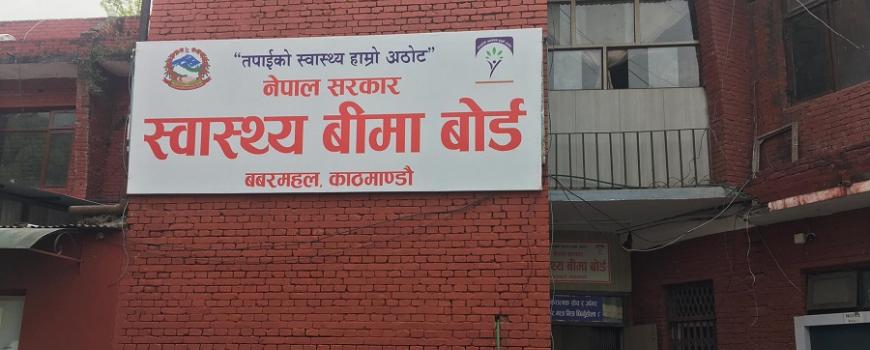 “तपाईको स्वास्थ्य हाम्रो अठोट”
नेपाल सरकार
स्वास्थ्य बीमा बोर्ड
बबरमहल, काठमाण्डौ
स्वास्थ्य बीमा बोर्ड